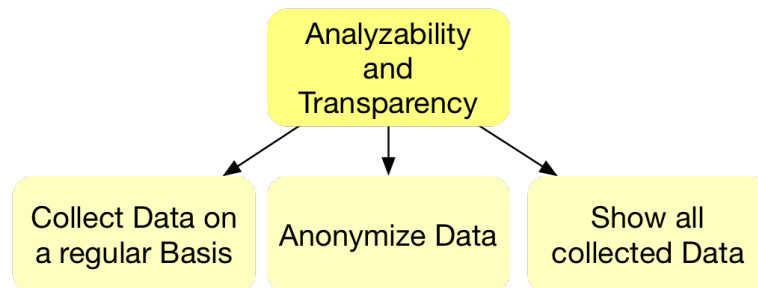 Analyzability
and
Transparency
Collect Data on
a regular Basis
Anonymize Data
Show all
collected Data